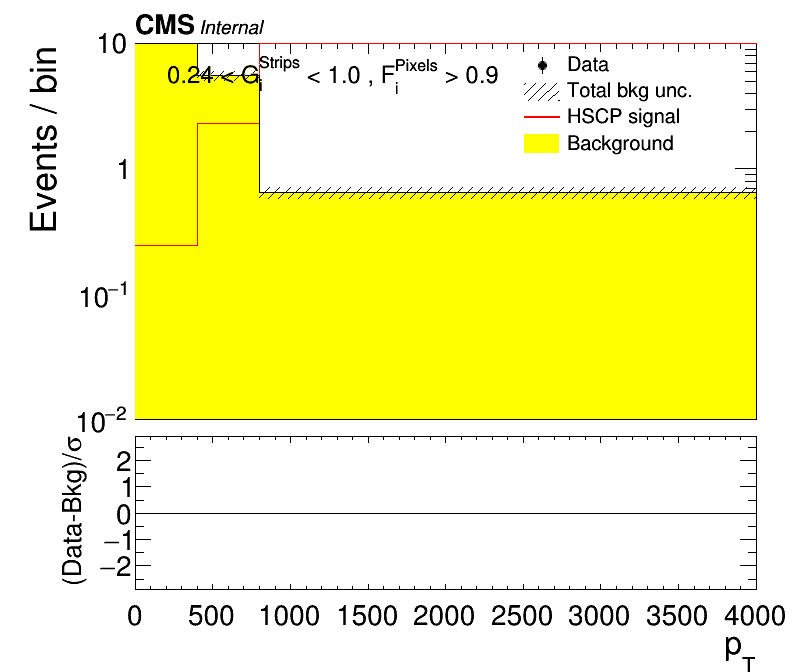 CMS Internal
0.24 < G_i^Strips < 1.0 , F_i^Pixels > 0.9
Data
Total bkg unc.
HSCP signal
Background
Events / bin
10
1
10^−1
10^−2
(Data-Bkg)/σ
2
1
0
−1
−2
0 500 1000 1500 2000 2500 3000 3500 4000
p_T